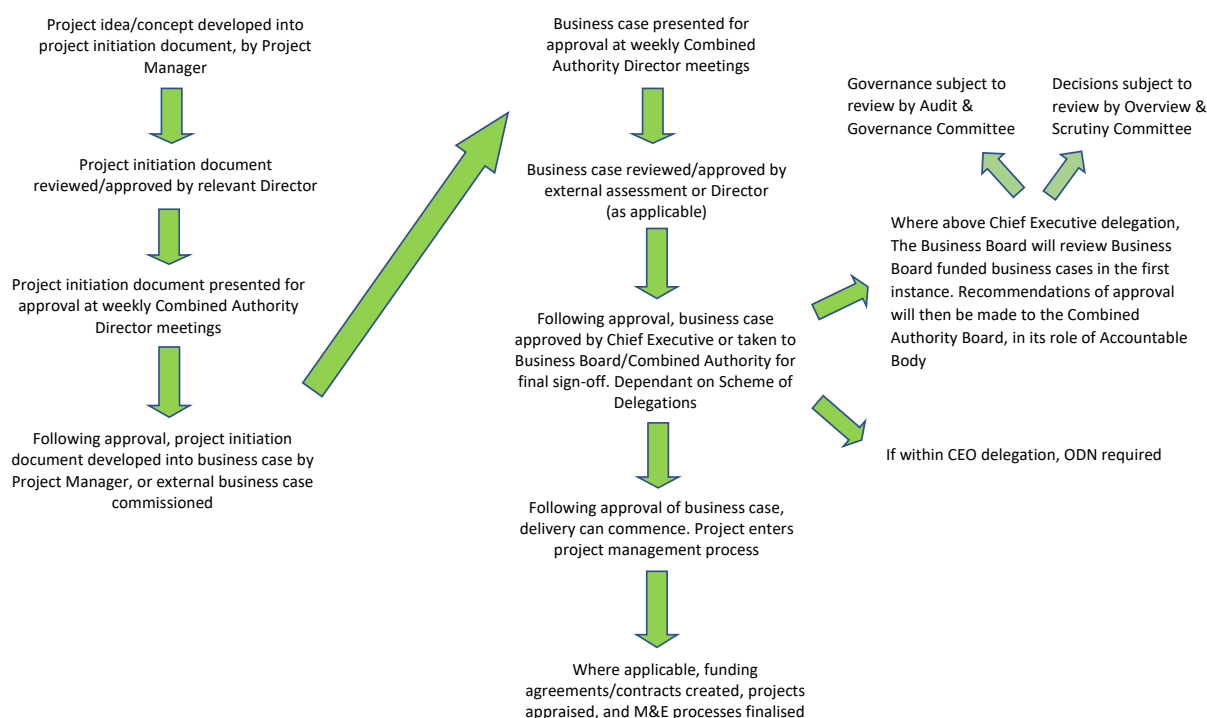 Project idea/concept developed into
project initiation document, by Project
Manager
Project initiation document
reviewed/approved by relevant Director
Project initiation document presented for
approval at weekly Combined Authority
Director meetings
Following approval, project initiation
document developed into business case by
Project Manager, or external business case
commissioned
Business case presented for
approval at weekly Combined
Authority Director meetings
Business case reviewed/approved by
external assessment or Director
(as applicable)
Following approval, business case
approved by Chief Executive or taken to
Business Board/Combined Authority for
final sign-off. Dependant on Scheme of
Delegations
Following approval of business case,
delivery can commence. Project enters
project management process
Where applicable, funding
agreements/contracts created, projects
appraised, and M&E processes finalised
Governance subject to
review by Audit &
Governance Committee
Decisions subject to
review by Overview &
Scrutiny Committee
Where above Chief Executive delegation,
The Business Board will review Business
Board funded business cases in the first
instance. Recommendations of approval
will then be made to the Combined
Authority Board, in its role of Accountable
Body
If within CEO delegation, ODN required